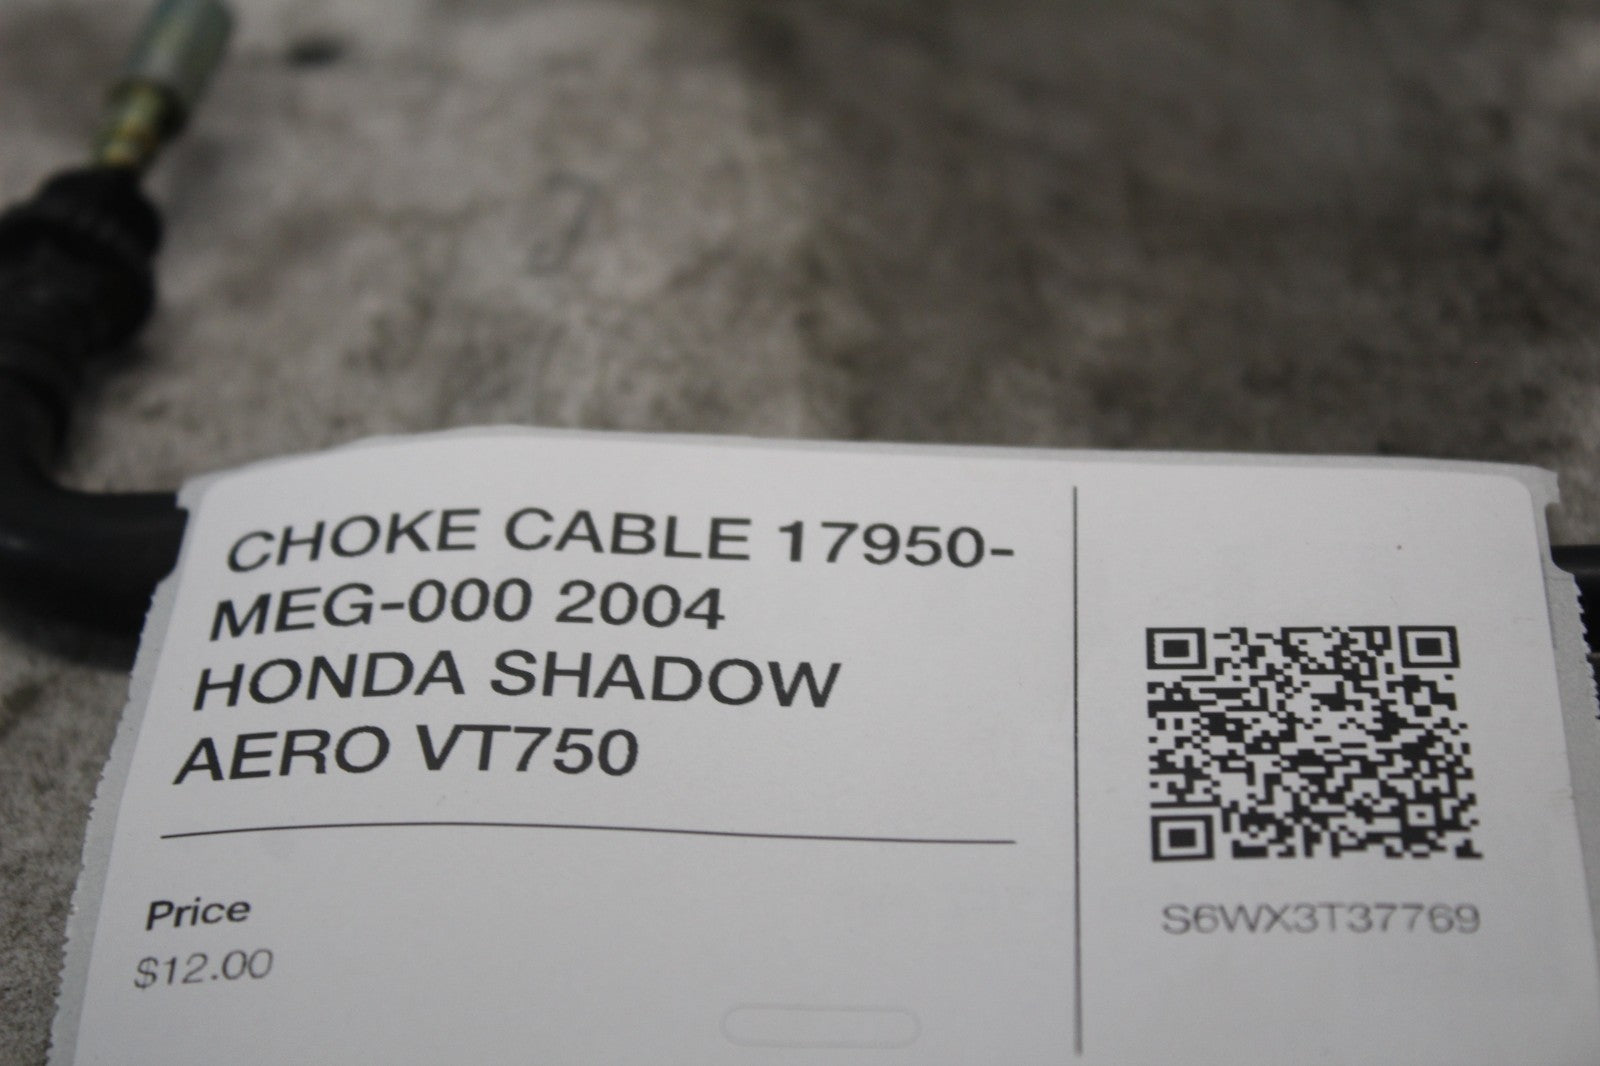 CHOKE CABLE 17950-
MEG-000 2004
HONDA SHADOW
AERO VT750
Price
$12.00
S6WX3T37769